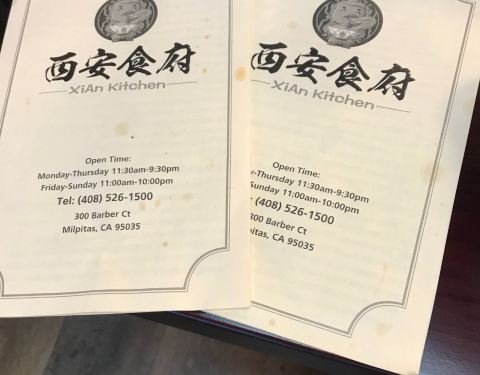 西安食府
XiAn Kitchen
Open Time:
Monday-Thursday 11:30am-9:30pm
Friday-Sunday 11:00am-10:00pm
Tel: (408) 526-1500
300 Barber Ct
Milpitas, CA 95035
西安食府
XiAn Kitchen
Open Time:
y-Thursday 11:30am-9:30pm
Sunday 11:00am-10:00pm
: (408) 526-1500
300 Barber Ct
pitas, CA 95035